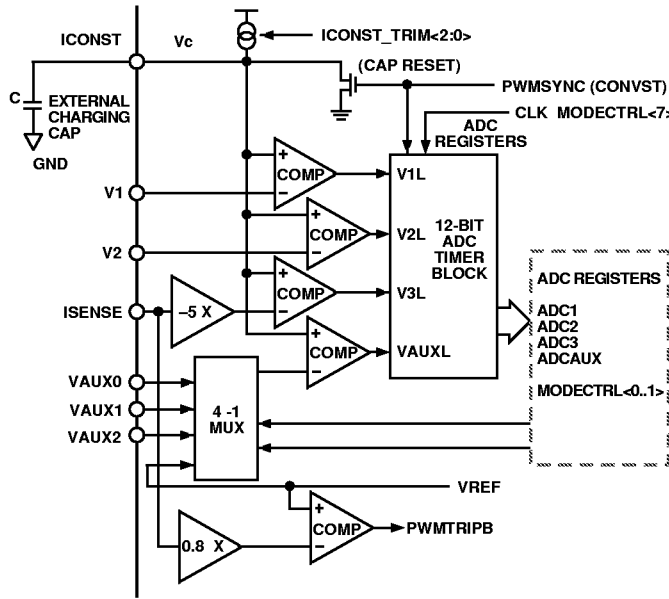 ICONST
Vc
ICONST_TRIM<2:0>
(CAP RESET)
PWMSYNC (CONVST)
C
EXTERNAL
CHARGING
CAP
GND
CLK MODECTRL<7>
ADC
REGISTERS
+
COMP
–
V1L
V1
+
COMP
–
V2L
12-BIT
ADC
TIMER
BLOCK
V2
+
COMP
–
V3L
ADC REGISTERS
ISENSE
–5 X
ADC1
ADC2
ADC3
ADCAUX
+
COMP
–
VAUXL
VAUX0
VAUX1
VAUX2
4 -1
MUX
MODECTRL<0..1>
VREF
+
COMP
–
PWMTRIPB
0.8 X